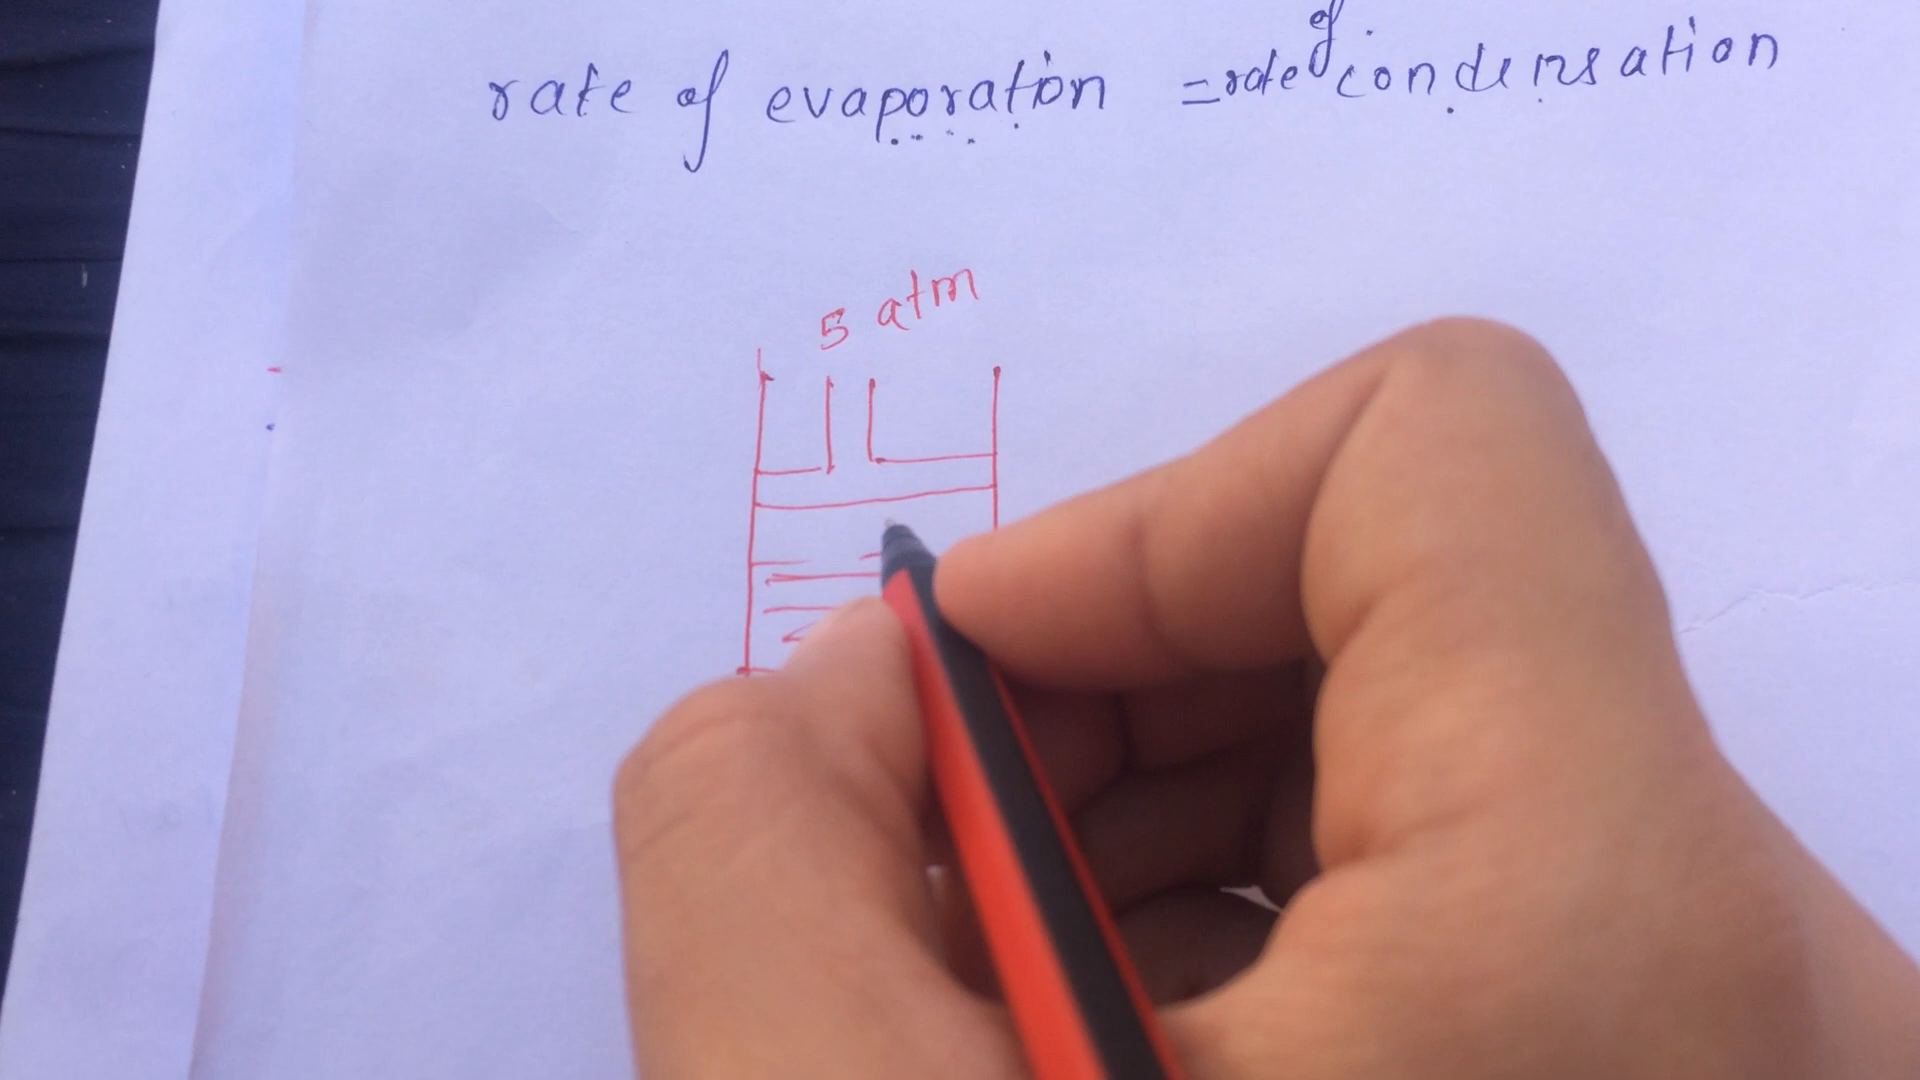 rate of evaporation = rate of condensation
5 atm